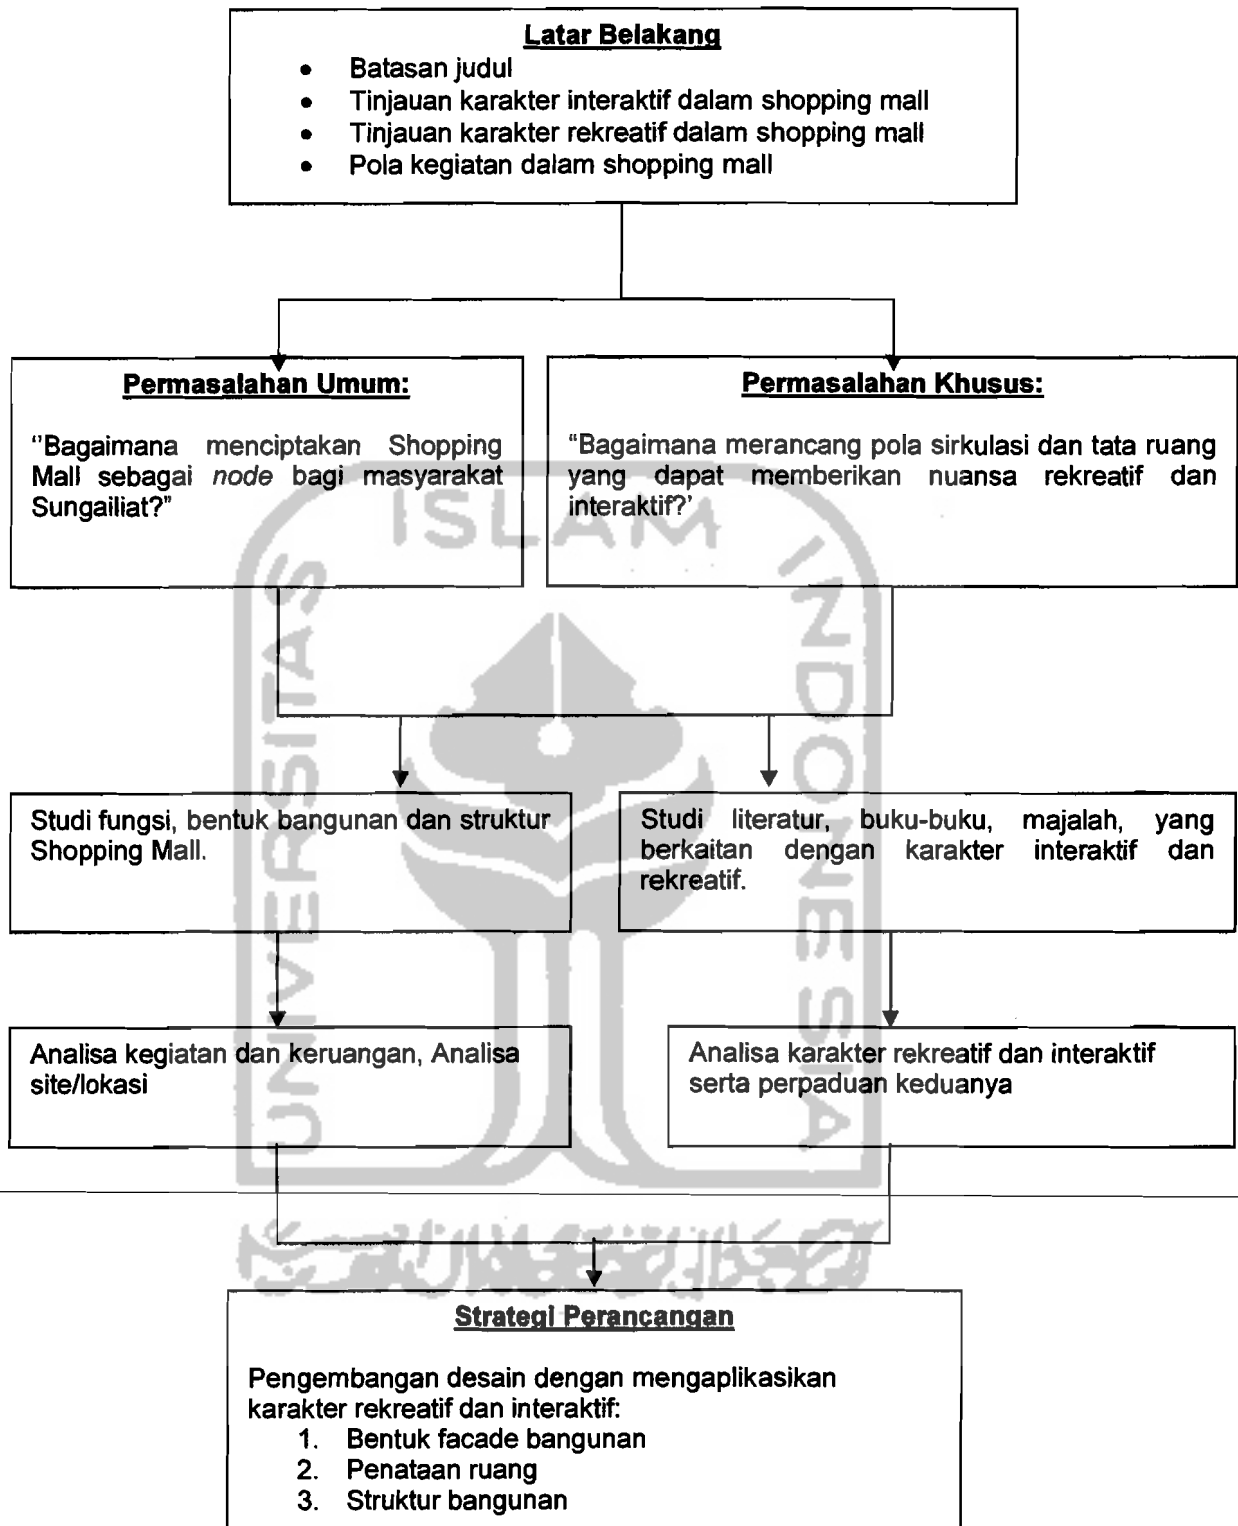 Latar Belakang
• Batasan judul
• Tinjauan karakter interaktif dalam shopping mall
• Tinjauan karakter rekreatif dalam shopping mall
• Pola kegiatan dalam shopping mall
Permasalahan Umum:
‘'Bagaimana menciptakan Shopping
Mall sebagai node bagi masyarakat
Sungailiat?"
Permasalahan Khusus:
“Bagaimana merancang pola sirkulasi dan tata ruang
yang dapat memberikan nuansa rekreatif dan
interaktif?'
Studi fungsi, bentuk bangunan dan struktur
Shopping Mall.
Studi literatur, buku-buku, majalah, yang
berkaitan dengan karakter interaktif dan
rekreatif.
Analisa kegiatan dan keruangan, Analisa
site/lokasi
Analisa karakter rekreatif dan interaktif
serta perpaduan keduanya
Strategi Perancangan
Pengembangan desain dengan mengaplikasikan
karakter rekreatif dan interaktif:
1. Bentuk facade bangunan
2. Penataan ruang
3. Struktur bangunan
UNIVERSITAS
ISLAM
INDONESIA